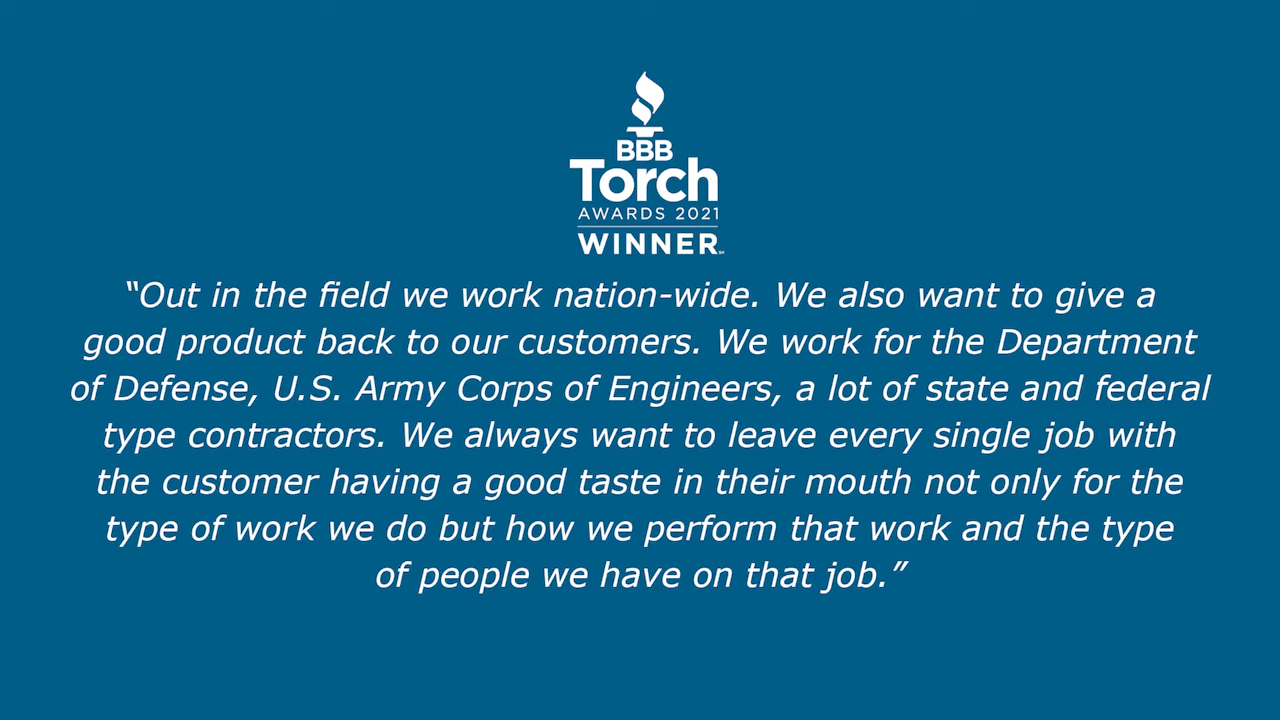 BBB
Torch
AWARDS 2021
WINNER℠
“Out in the field we work nation-wide. We also want to give a
good product back to our customers. We work for the Department
of Defense, U.S. Army Corps of Engineers, a lot of state and federal
type contractors. We always want to leave every single job with
the customer having a good taste in their mouth not only for the
type of work we do but how we perform that work and the type
of people we have on that job.”